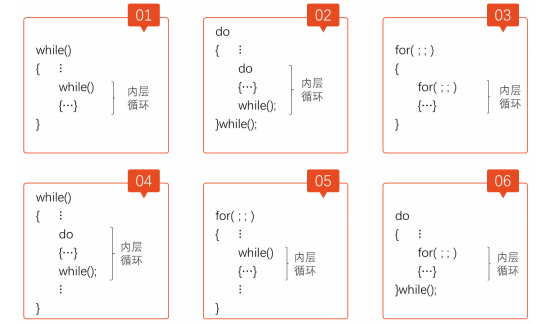 01
while()
{ ⋮
while()
{…}
}
内层
循环
02
do
{ ⋮
do
{…}
while();
}while();
内层
循环
03
for( ; ; )
{
for( ; ; )
{…}
}
内层
循环
04
while()
{ ⋮
do
{…}
while();
⋮
}
内层
循环
05
for( ; ; )
{ ⋮
while()
{…}
⋮
}
内层
循环
06
do
{ ⋮
for( ; ; )
{…}
}while();
内层
循环